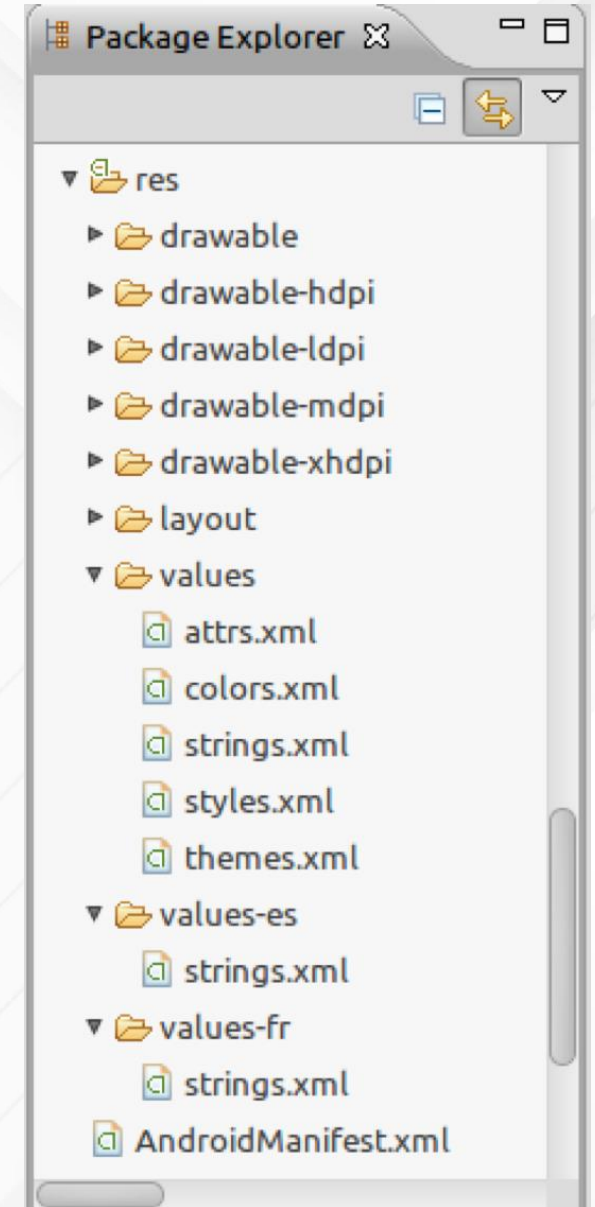 Package Explorer
res
drawable
drawable-hdpi
drawable-ldpi
drawable-mdpi
drawable-xhdpi
layout
values
attrs.xml
colors.xml
strings.xml
styles.xml
themes.xml
values-es
strings.xml
values-fr
strings.xml
AndroidManifest.xml